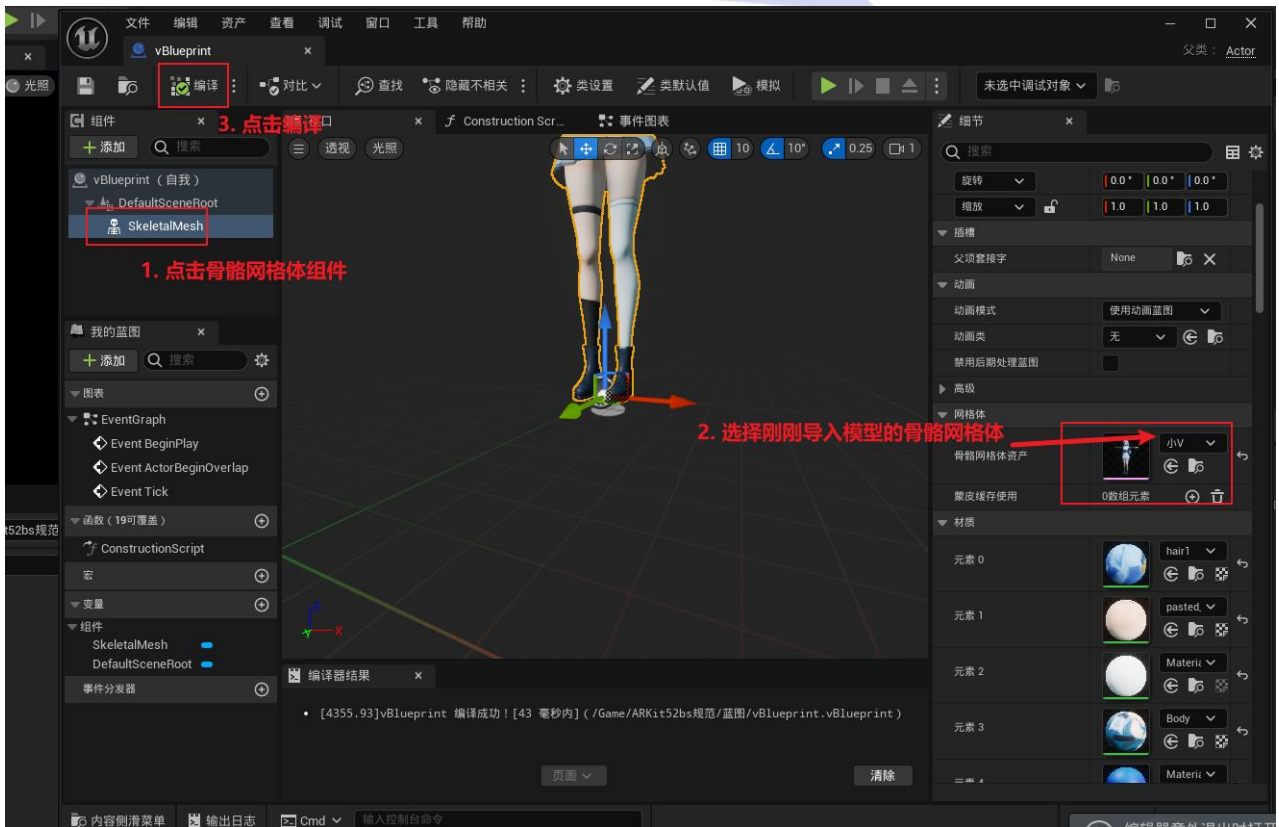 文件 编辑 资产 查看 调试 窗口 工具 帮助
vBlueprint
父类： Actor
光照
编译 对比 查找 隐藏不相关 类设置 类默认值 模拟 未选中调试对象
3. 点击编译
组件
口
Construction Scr...
事件图表
细节
添加 搜索
透视 光照
10 10° 0.25 1
搜索
vBlueprint（自我）
DefaultSceneRoot
SkeletalMesh
1. 点击骨骼网格体组件
旋转 0.0° 0.0° 0.0°
缩放 1.0 1.0 1.0
插槽
父项套接字 None
动画
动画模式 使用动画蓝图
动画类 无
禁用后期处理蓝图
高级
网格体
2. 选择刚刚导入模型的骨骼网格体
骨骼网格体资产 小V
蒙皮缓存使用 0数组元素
材质
元素 0 hair1
元素 1 pasted_
元素 2 Materia
元素 3 Body
Materia
我的蓝图
添加 搜索
图表
EventGraph
Event BeginPlay
Event ActorBeginOverlap
Event Tick
函数（19可覆盖）
ConstructionScript
宏
变量
组件
SkeletalMesh
DefaultSceneRoot
事件分发器
t52bs规范
Z
X
编译器结果
[4355.93]vBlueprint 编译成功！[43 毫秒内]（/Game/ARKit52bs规范/蓝图/vBlueprint.vBlueprint）
页面
清除
内容侧滑菜单 输出日志 Cmd 输入控制台命令